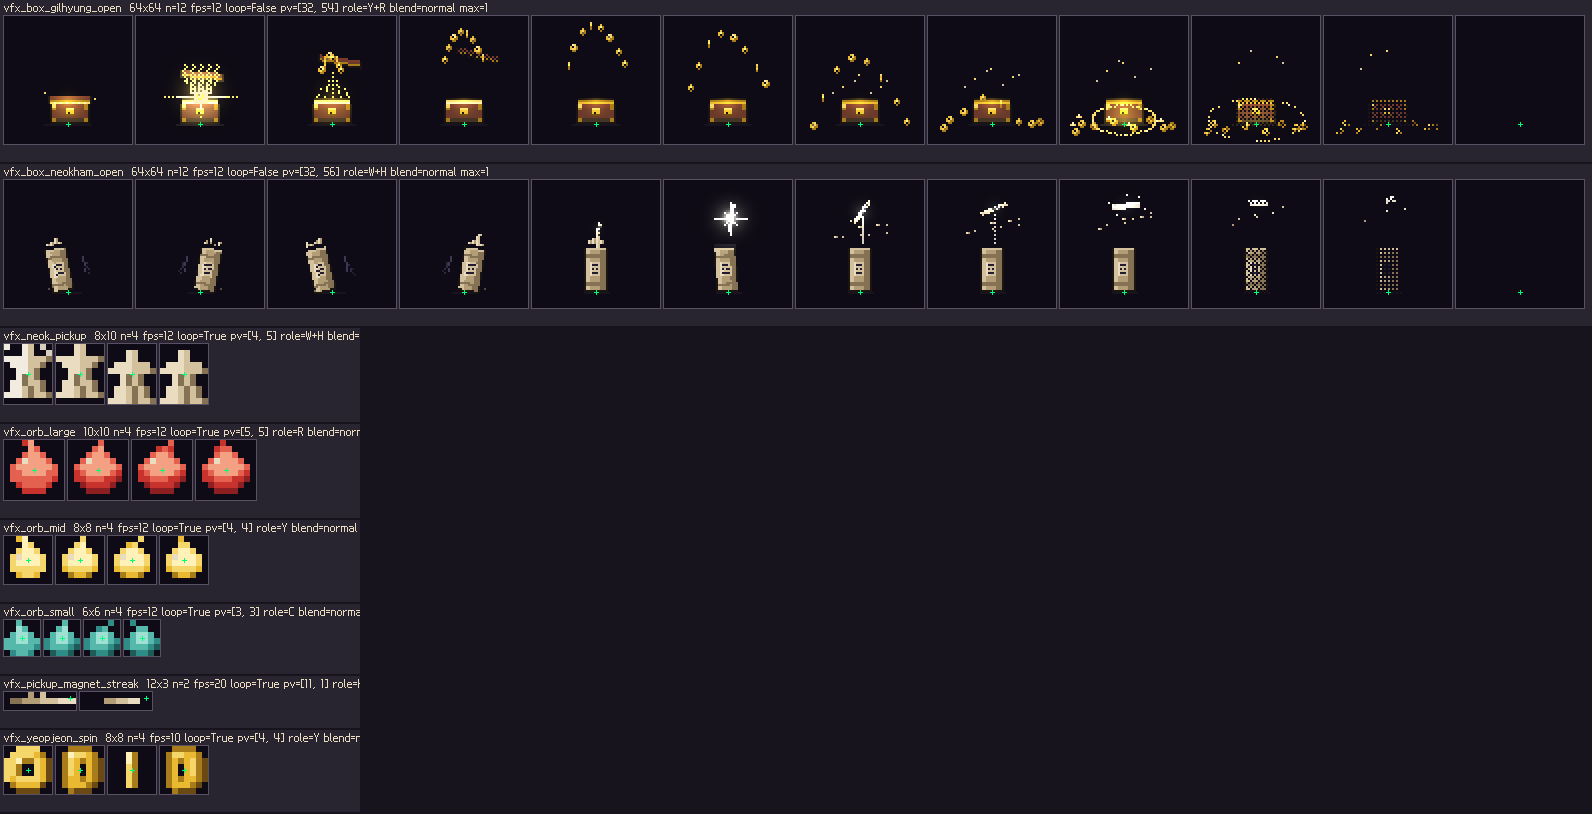 vfx_box_gilhyung_open 64x64 n=12 fps=12 loop=False pv=[32, 54] role=Y+R blend=normal max=1
vfx_box_neokham_open 64x64 n=12 fps=12 loop=False pv=[32, 56] role=W+H blend=normal max=1
vfx_neok_pickup 8x10 n=4 fps=12 loop=True pv=[4, 5] role=W+H blend=
vfx_orb_large 10x10 n=4 fps=12 loop=True pv=[5, 5] role=R blend=norr
vfx_orb_mid 8x8 n=4 fps=12 loop=True pv=[4, 4] role=Y blend=normal
vfx_orb_small 6x6 n=4 fps=12 loop=True pv=[3, 3] role=C blend=norma
vfx_pickup_magnet_streak 12x3 n=2 fps=20 loop=True pv=[11, 1] role=
vfx_yeopjeon_spin 8x8 n=4 fps=10 loop=True pv=[4, 4] role=Y blend=